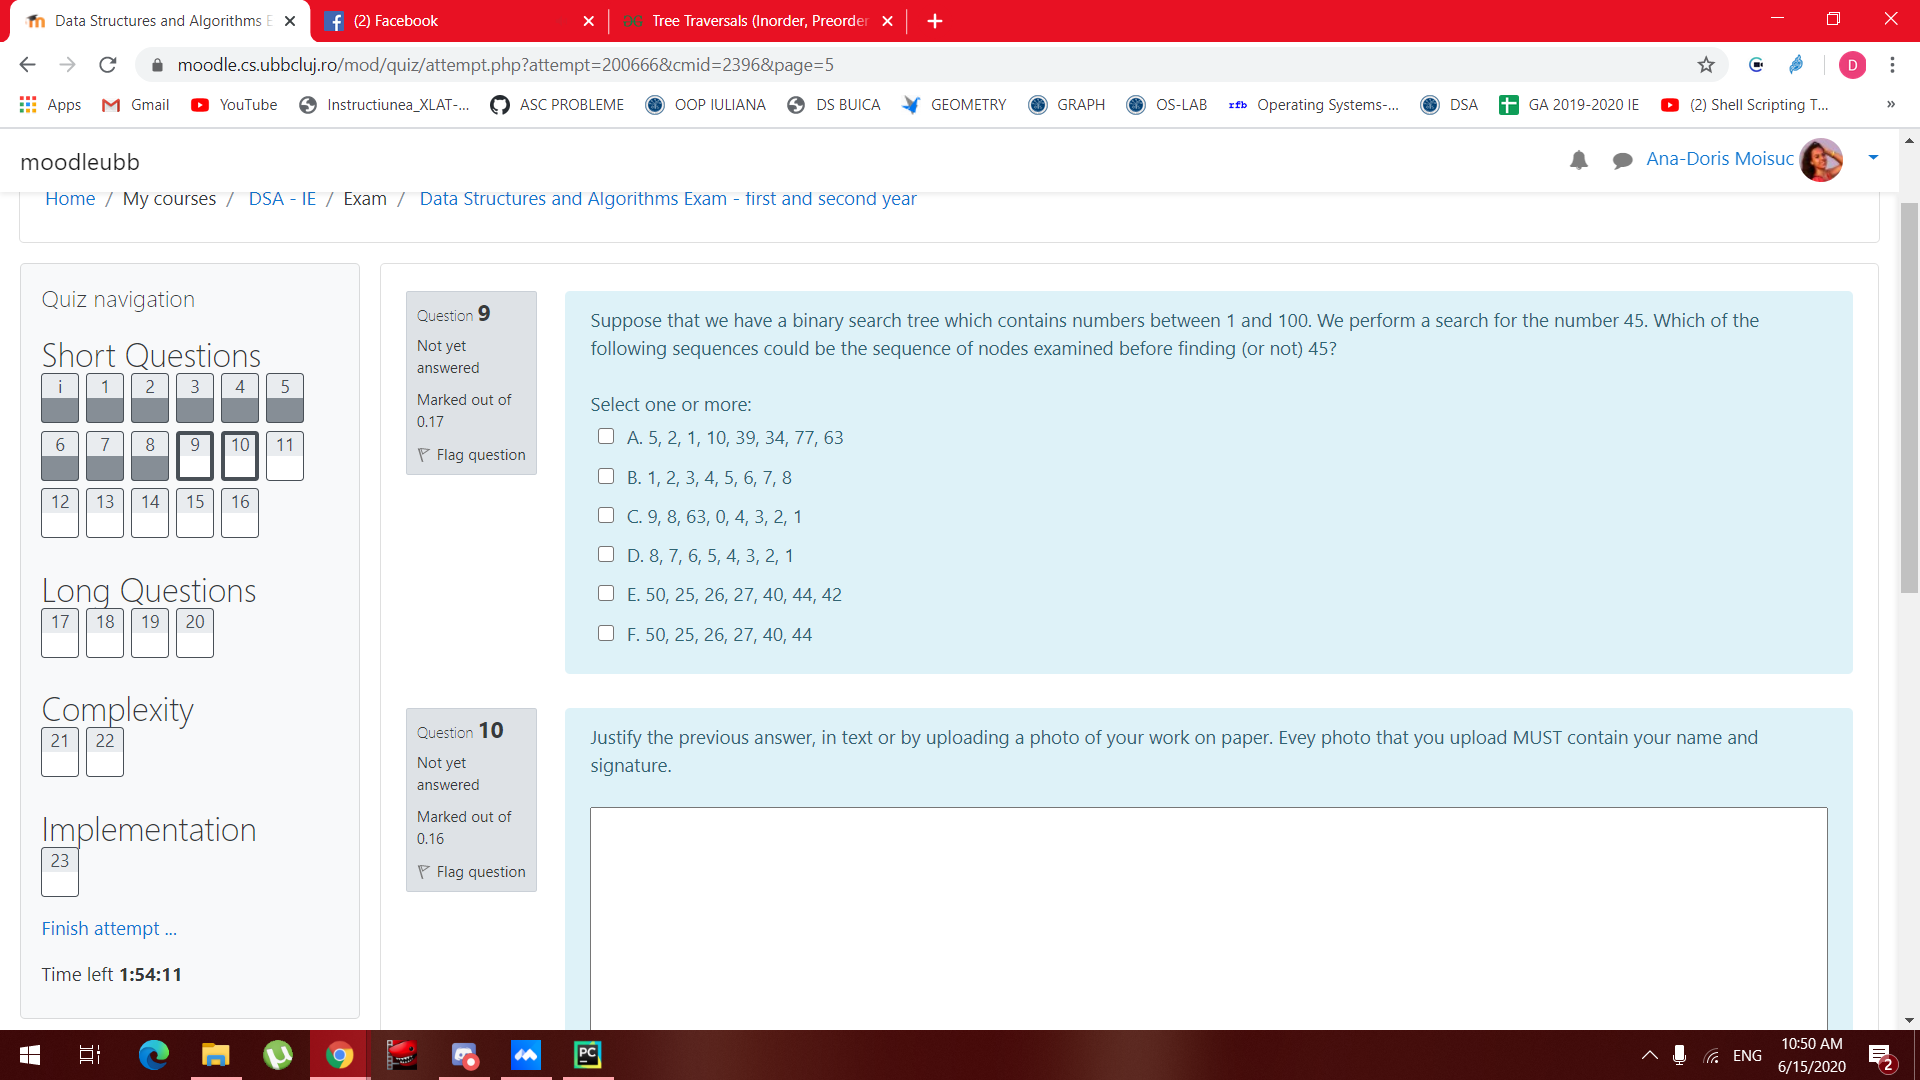 Data Structures and Algorithms E
(2) Facebook
Tree Traversals (Inorder, Preorder
moodle.cs.ubbcluj.ro/mod/quiz/attempt.php?attempt=200666&cmid=2396&page=5
D
Apps
Gmail
YouTube
Instructiunea_XLAT-...
ASC PROBLEME
OOP IULIANA
DS BUICA
GEOMETRY
GRAPH
OS-LAB
rfb Operating Systems-...
DSA
GA 2019-2020 IE
(2) Shell Scripting T...
»
moodleubb
Ana-Doris Moisuc
Home / My courses / DSA - IE / Exam / Data Structures and Algorithms Exam - first and second year
Quiz navigation
Short Questions
i 1 2 3 4 5
6 7 8 9 10 11
12 13 14 15 16
Long Questions
17 18 19 20
Complexity
21 22
Implementation
23
Finish attempt ...
Time left 1:54:11
Question 9
Not yet
answered
Marked out of
0.17
Flag question
Suppose that we have a binary search tree which contains numbers between 1 and 100. We perform a search for the number 45. Which of the
following sequences could be the sequence of nodes examined before finding (or not) 45?
Select one or more:
A. 5, 2, 1, 10, 39, 34, 77, 63
B. 1, 2, 3, 4, 5, 6, 7, 8
C. 9, 8, 63, 0, 4, 3, 2, 1
D. 8, 7, 6, 5, 4, 3, 2, 1
E. 50, 25, 26, 27, 40, 44, 42
F. 50, 25, 26, 27, 40, 44
Question 10
Not yet
answered
Marked out of
0.16
Flag question
Justify the previous answer, in text or by uploading a photo of your work on paper. Evey photo that you upload MUST contain your name and
signature.
PC
ENG
10:50 AM
6/15/2020
2